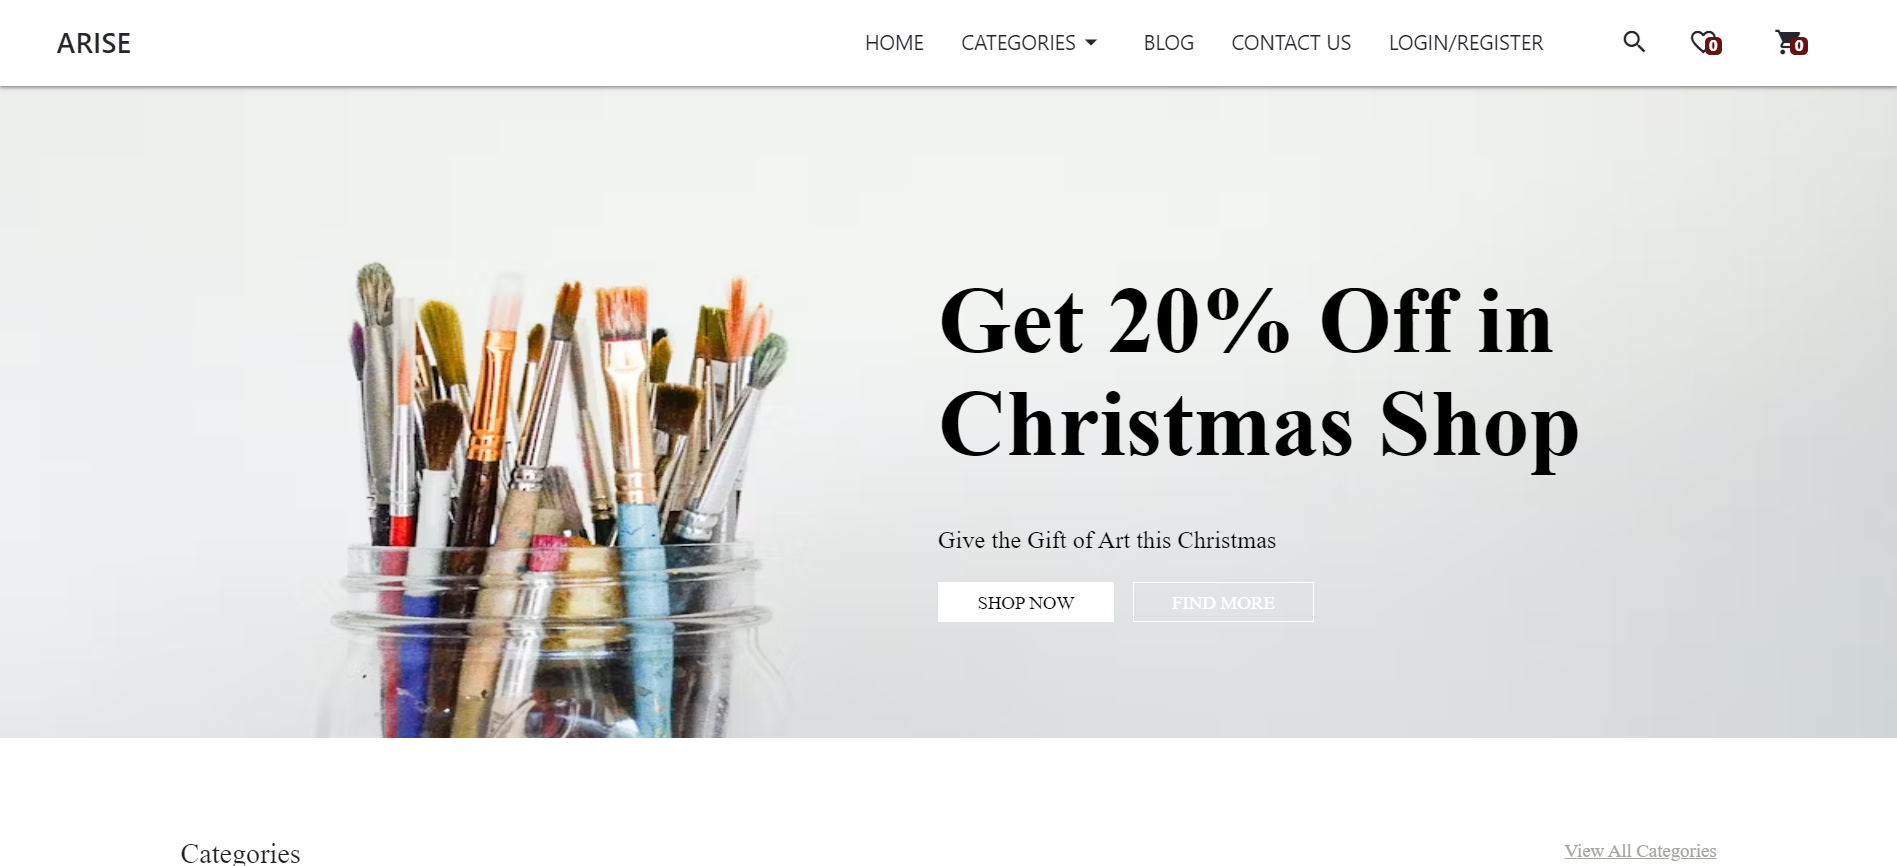 ARISE
HOME CATEGORIES BLOG CONTACT US LOGIN/REGISTER 0 0
Get 20% Off in
Christmas Shop
Give the Gift of Art this Christmas
SHOP NOW FIND MORE
Categories View All Categories